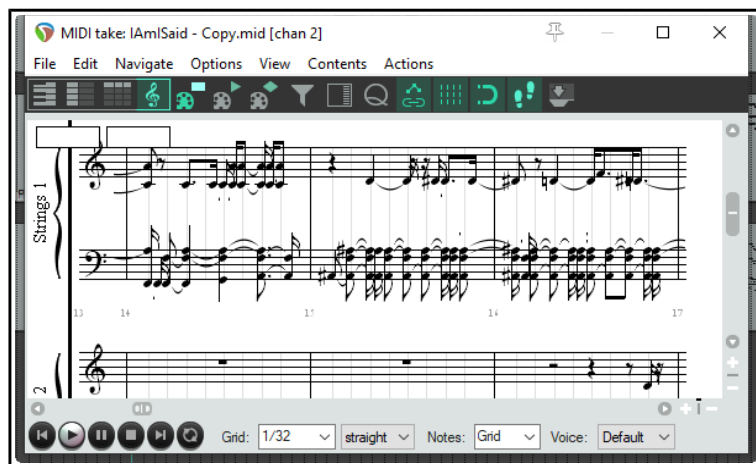 MIDI take: IAmISaid - Copy.mid [chan 2]
File Edit Navigate Options View Contents Actions
Strings 1
13 14 15 16 17
2
Grid: 1/32 straight Notes: Grid Voice: Default